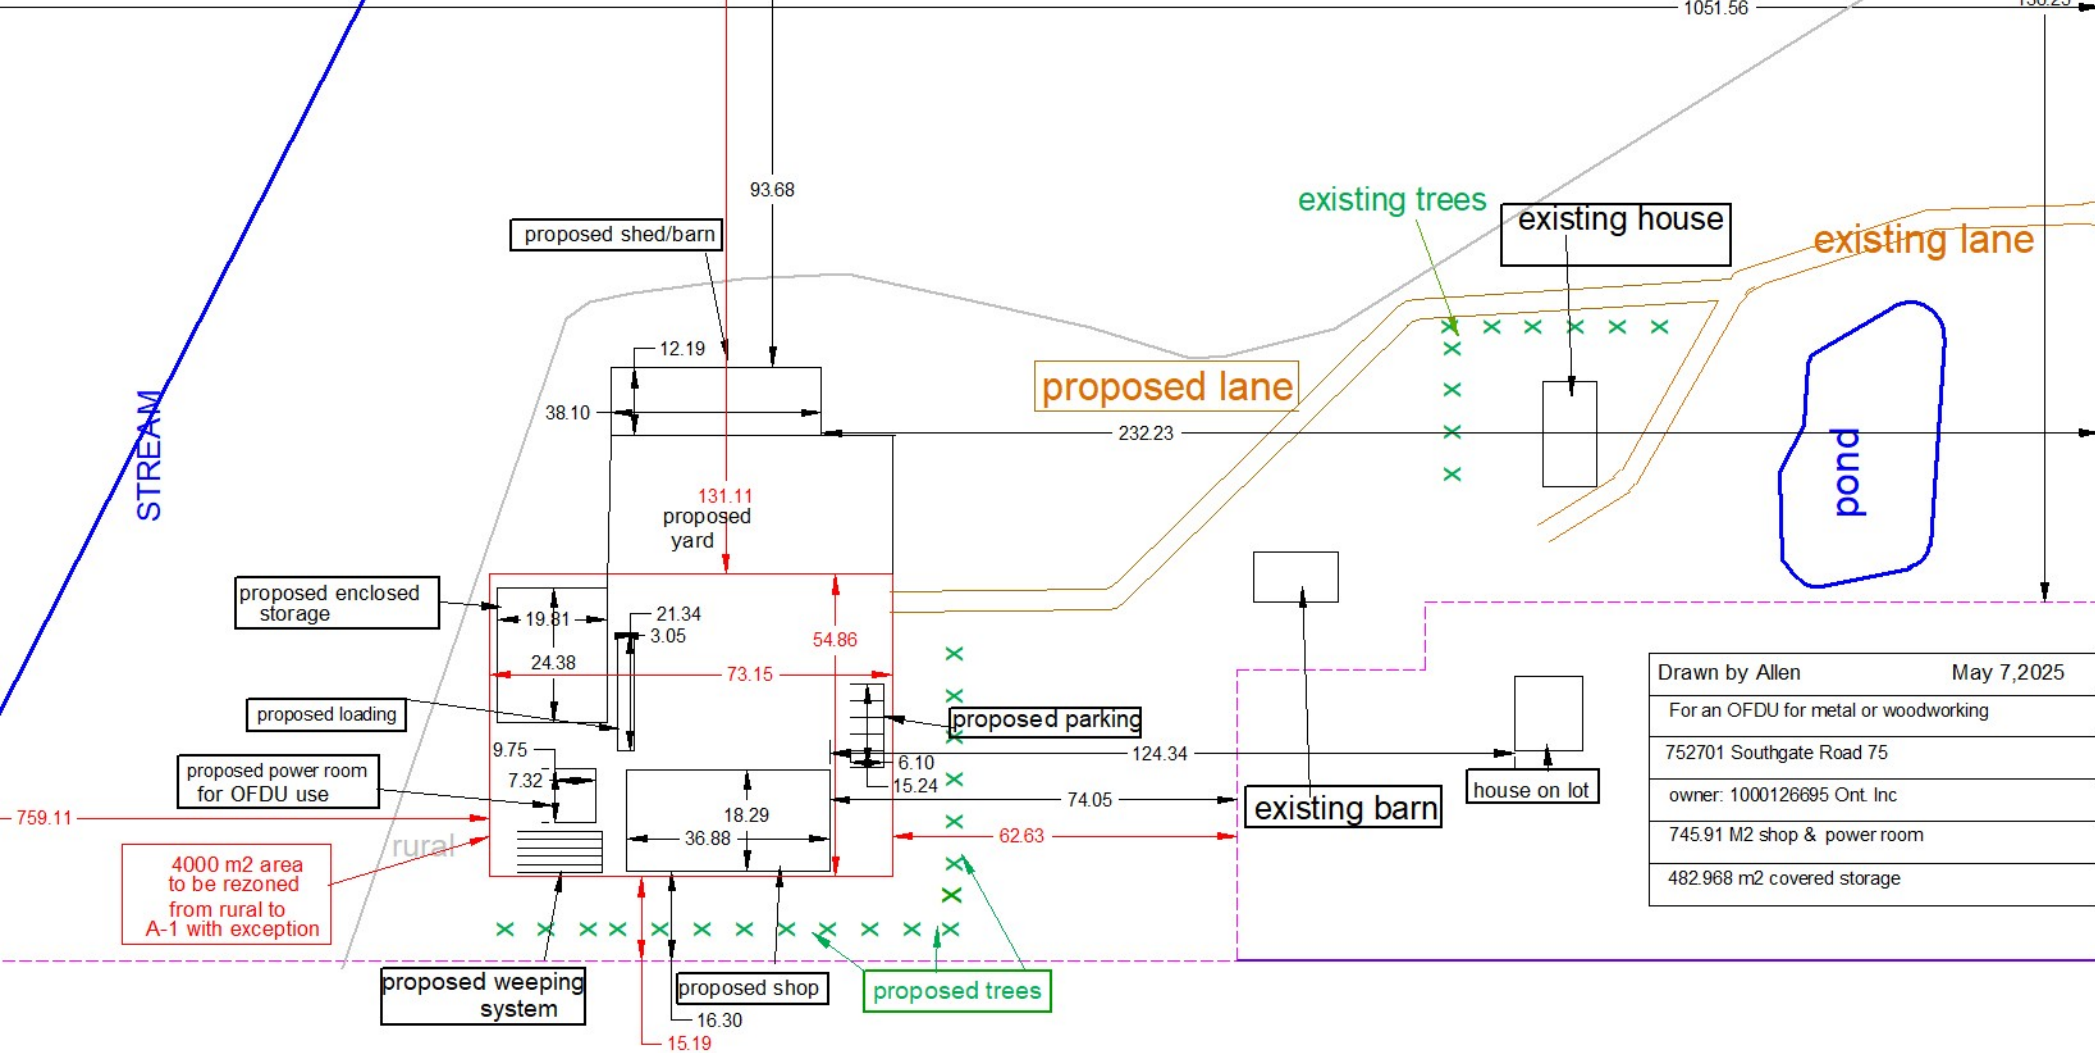 1051.56
93.68
existing trees
existing house
proposed shed/barn
existing lane
12.19
proposed lane
38.10
232.23
STREAM
pond
131.11
proposed
yard
proposed enclosed
storage
19.81
21.34
3.05
54.86
24.38
73.15
Drawn by Allen May 7,2025
For an OFDU for metal or woodworking
752701 Southgate Road 75
owner: 1000126695 Ont. Inc
745.91 M2 shop & power room
482.968 m2 covered storage
proposed loading
proposed parking
9.75
124.34
6.10
proposed power room
for OFDU use
7.32
15.24
house on lot
74.05
existing barn
759.11
18.29
36.88
62.63
rural
4000 m2 area
to be rezoned
from rural to
A-1 with exception
proposed weeping
system
proposed shop
proposed trees
16.30
15.19